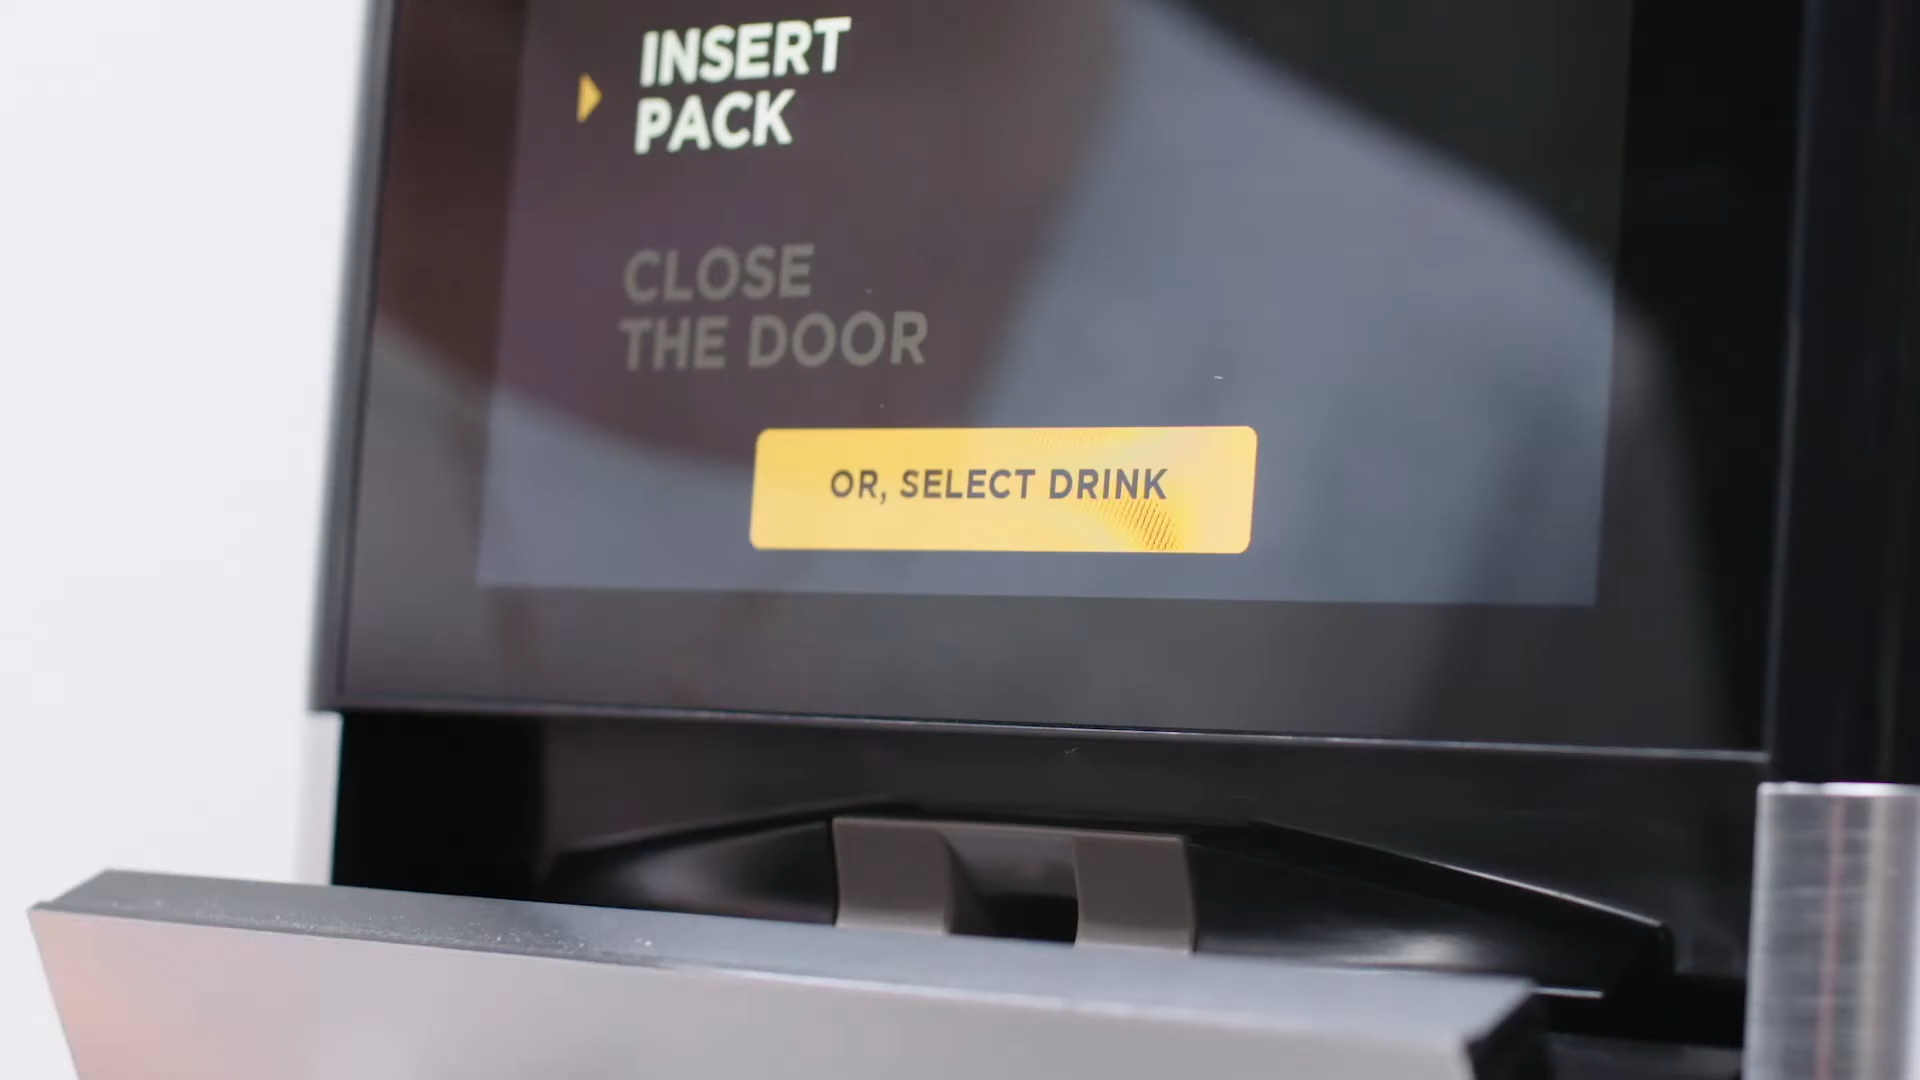 INSERT
PACK
CLOSE
THE DOOR
OR, SELECT DRINK